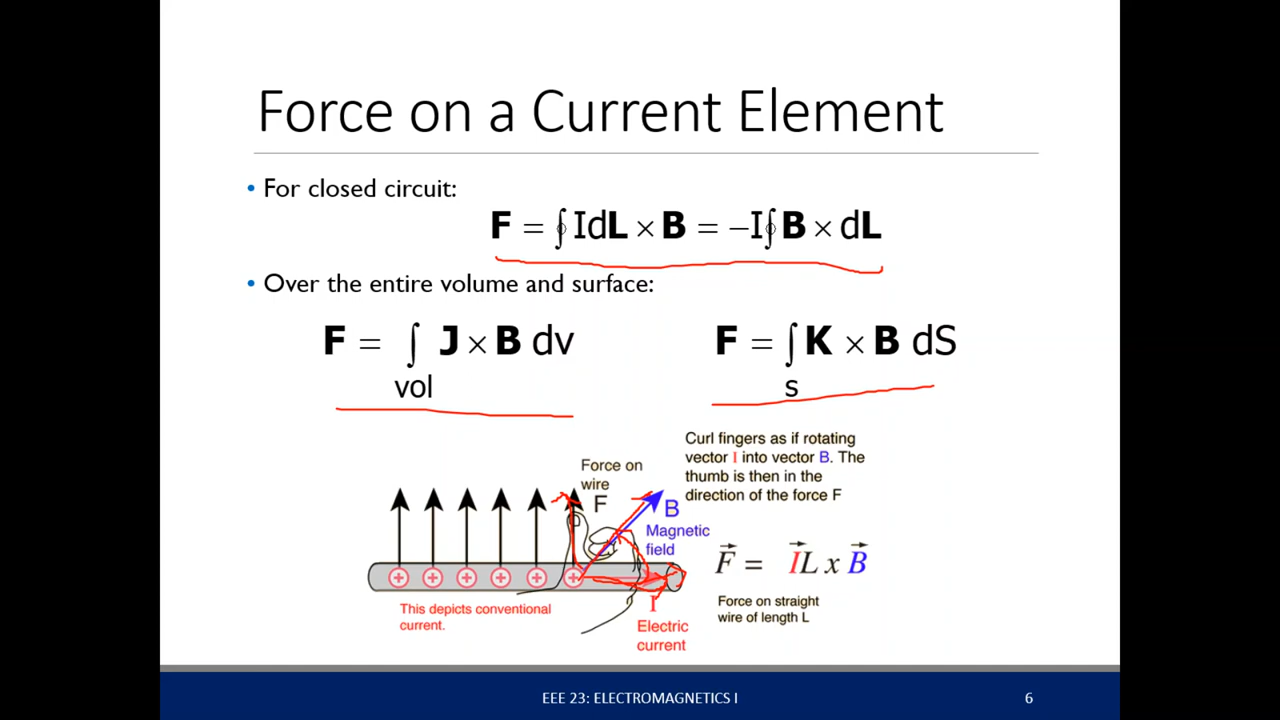 Force on a Current Element
• For closed circuit:
F = ∮ IdL × B = −I∮ B × dL
• Over the entire volume and surface:
F = ∫ J × B dv
vol
F = ∫ K × B dS
s
Curl fingers as if rotating
vector I into vector B. The
thumb is then in the
direction of the force F
Force on
wire
F
B
Magnetic
field
F⃗ = I⃗L x B⃗
Force on straight
wire of length L
+ + + + + +
I
Electric
current
This depicts conventional
current.
EEE 23: ELECTROMAGNETICS I
6